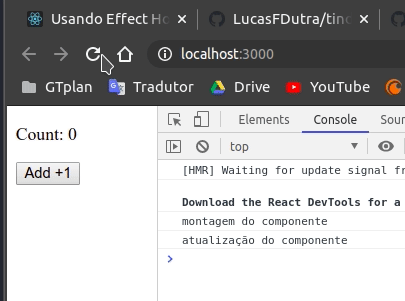 Usando Effect Ho
LucasFDutra/tinc
localhost:3000
GTplan Tradutor Drive YouTube
Count: 0
Add +1
Elements Console Sour
top
[HMR] Waiting for update signal fr
Download the React DevTools for a
montagem do componente
atualização do componente